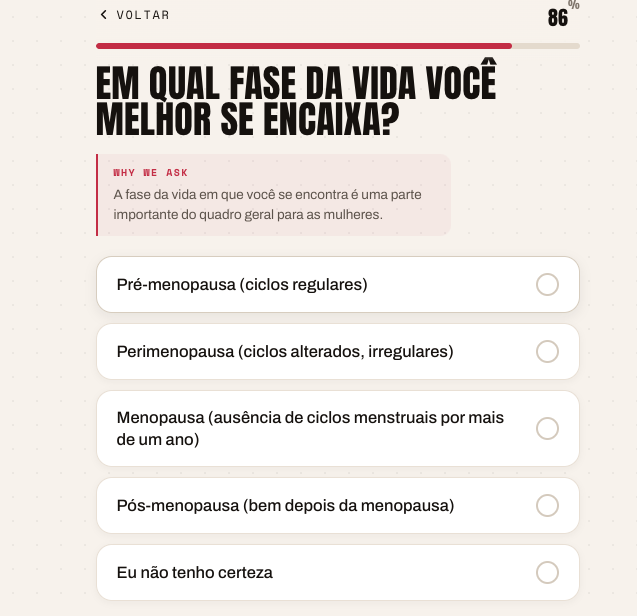 VOLTAR
86%
EM QUAL FASE DA VIDA VOCÊ
MELHOR SE ENCAIXA?
WHY WE ASK
A fase da vida em que você se encontra é uma parte
importante do quadro geral para as mulheres.
Pré-menopausa (ciclos regulares)
Perimenopausa (ciclos alterados, irregulares)
Menopausa (ausência de ciclos menstruais por mais
de um ano)
Pós-menopausa (bem depois da menopausa)
Eu não tenho certeza